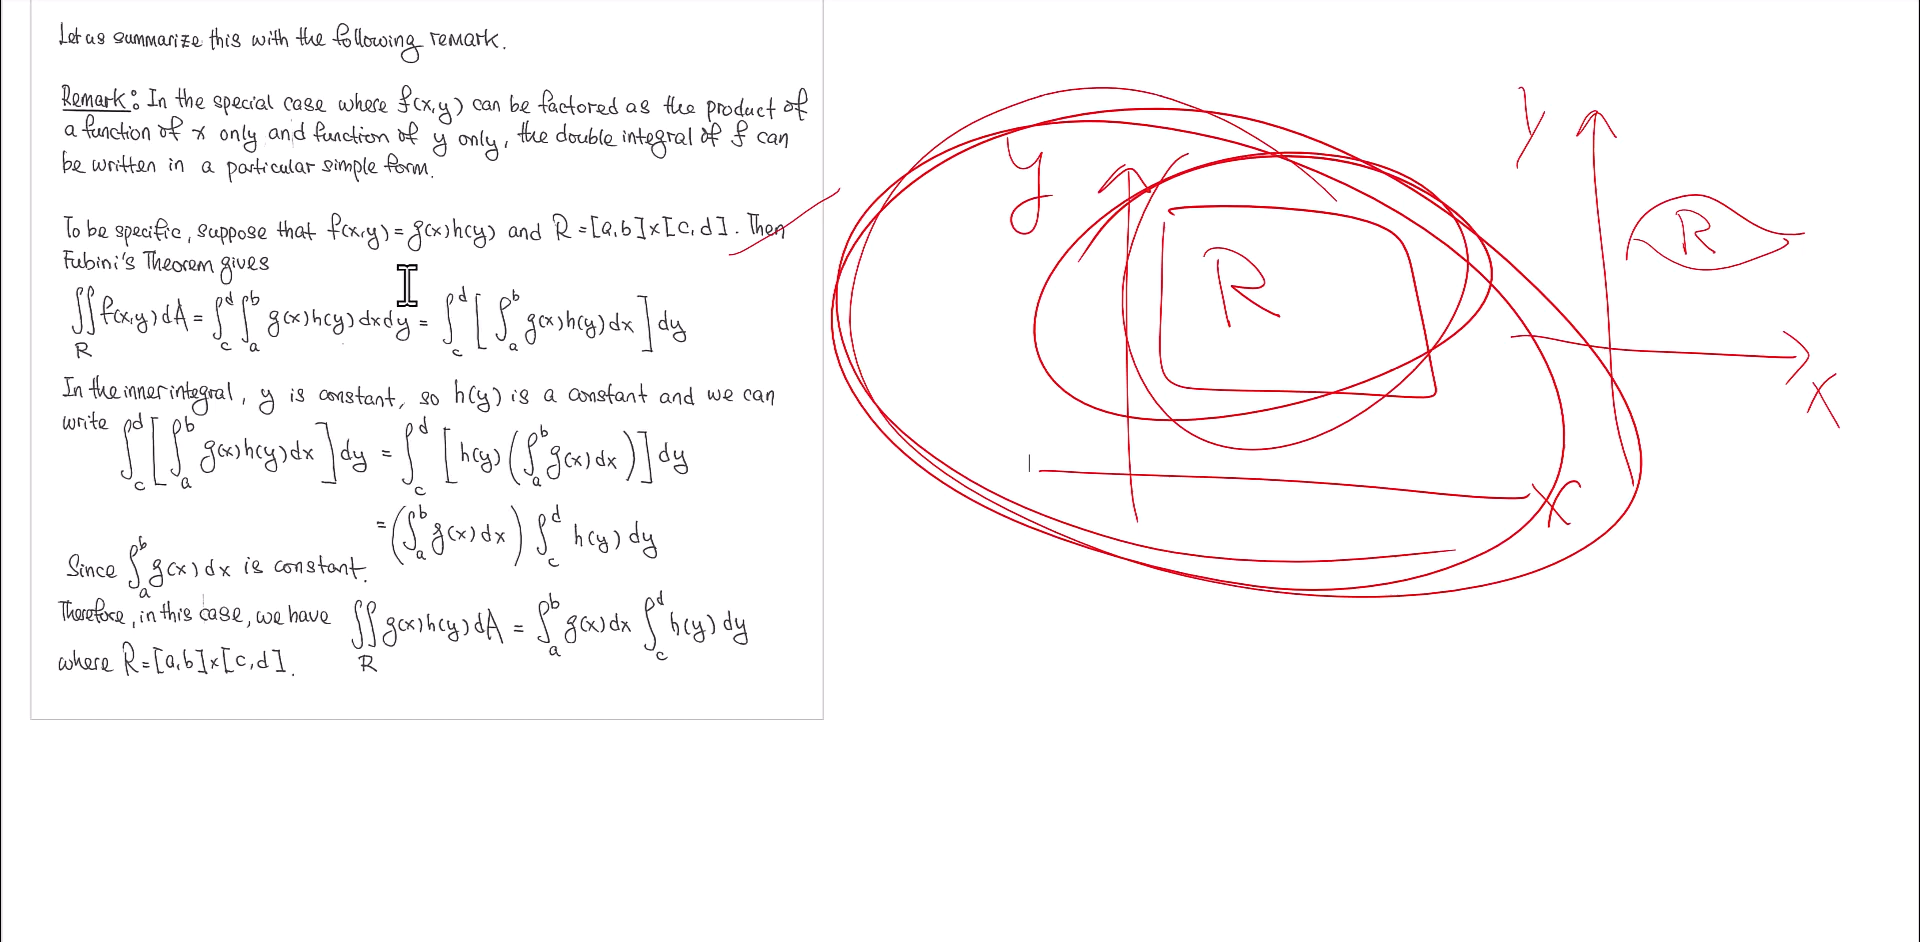 Let us summarize this with the following remark.
Remark: In the special case where f(x,y) can be factored as the product of
a function of x only and function of y only, the double integral of f can
be written in a particular simple form.
To be specific, suppose that f(x,y) = g(x)h(y) and R = [a,b]×[c,d]. Then
Fubini's Theorem gives
∬_R f(x,y) dA = ∫_c^d ∫_a^b g(x)h(y) dx dy = ∫_c^d [ ∫_a^b g(x)h(y) dx ] dy
In the inner integral, y is constant, so h(y) is a constant and we can
write ∫_c^d [ ∫_a^b g(x)h(y) dx ] dy = ∫_c^d [ h(y) ( ∫_a^b g(x) dx ) ] dy
= ( ∫_a^b g(x) dx ) ∫_c^d h(y) dy
Since ∫_a^b g(x) dx is constant.
Therefore, in this case, we have ∬_R g(x)h(y) dA = ∫_a^b g(x) dx ∫_c^d h(y) dy
where R = [a,b]×[c,d].
y
R
x
y
R
x